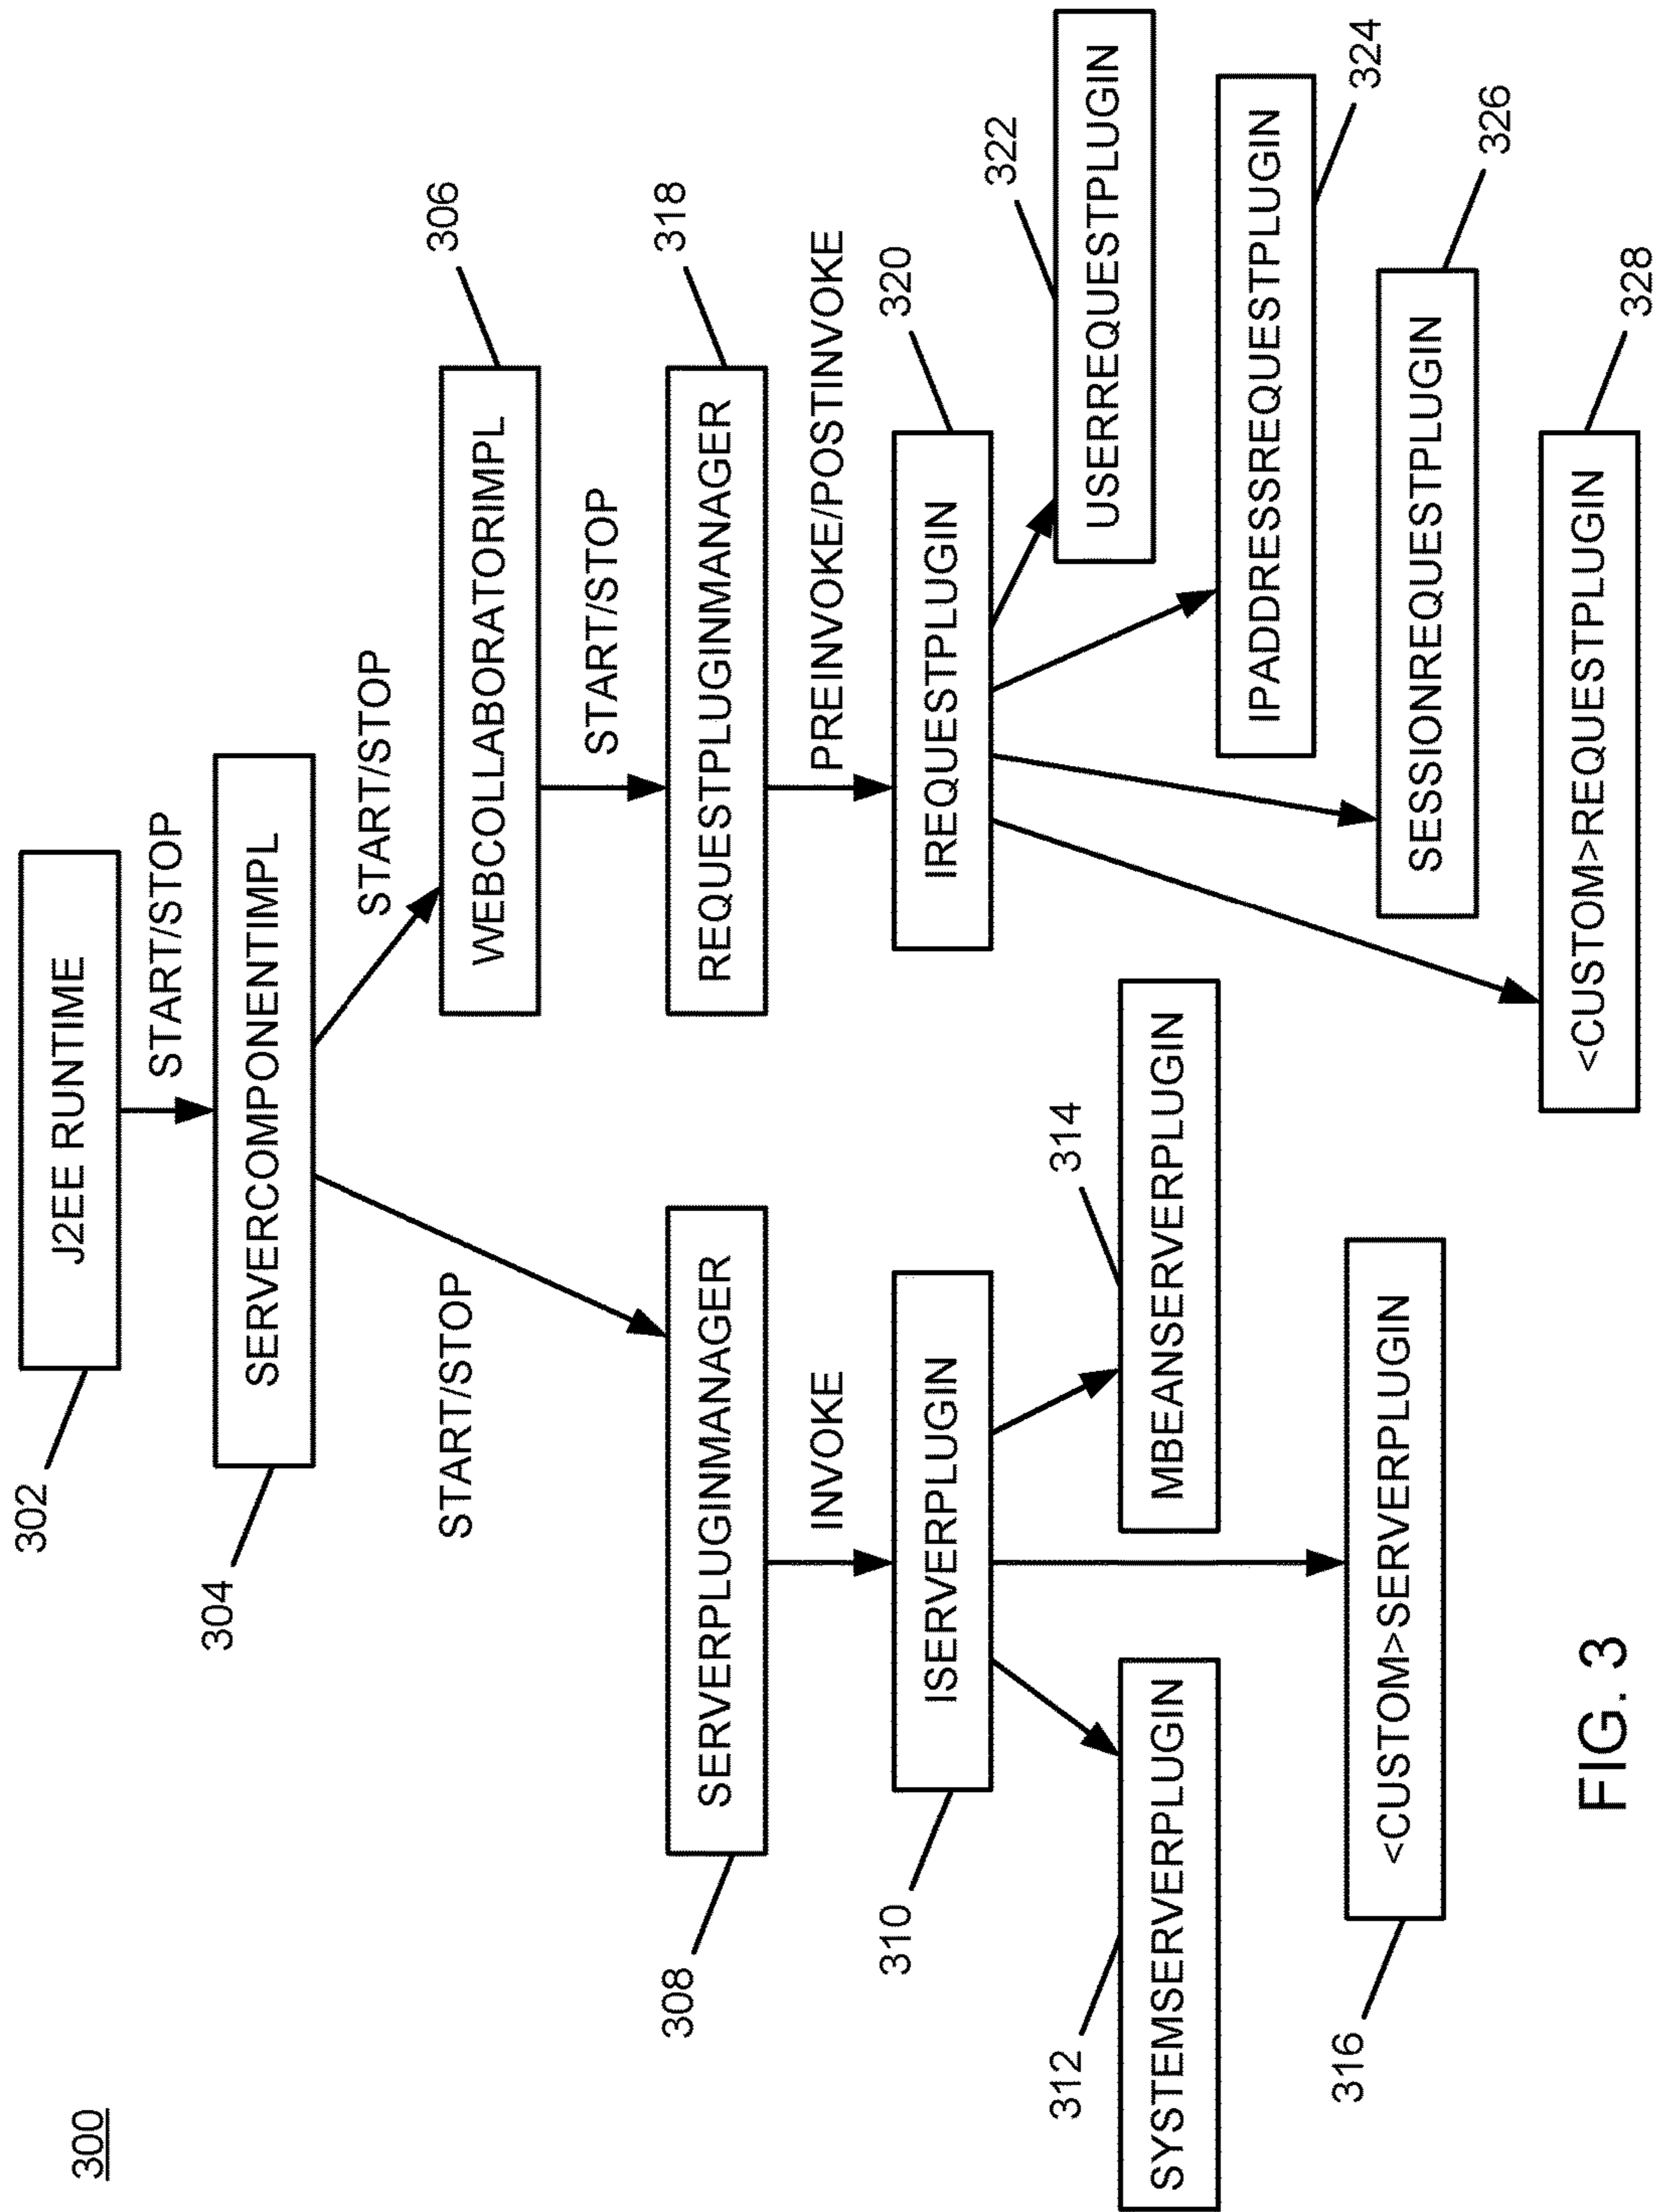 300
302
J2EE RUNTIME
START/STOP
304
SERVERCOMPONENTIMPL
START/STOP
START/STOP
WEBCOLLABORATORIMPL
306
START/STOP
308
SERVERPLUGINMANAGER
REQUESTPLUGINMANAGER
318
INVOKE
PREINVOKE/POSTINVOKE
310
ISERVERPLUGIN
IREQUESTPLUGIN
320
322
USERREQUESTPLUGIN
312
SYSTEMSERVERPLUGIN
314
MBEANSERVERPLUGIN
IPADDRESSREQUESTPLUGIN
324
316
<CUSTOM>SERVERPLUGIN
SESSIONREQUESTPLUGIN
326
<CUSTOM>REQUESTPLUGIN
328
FIG. 3